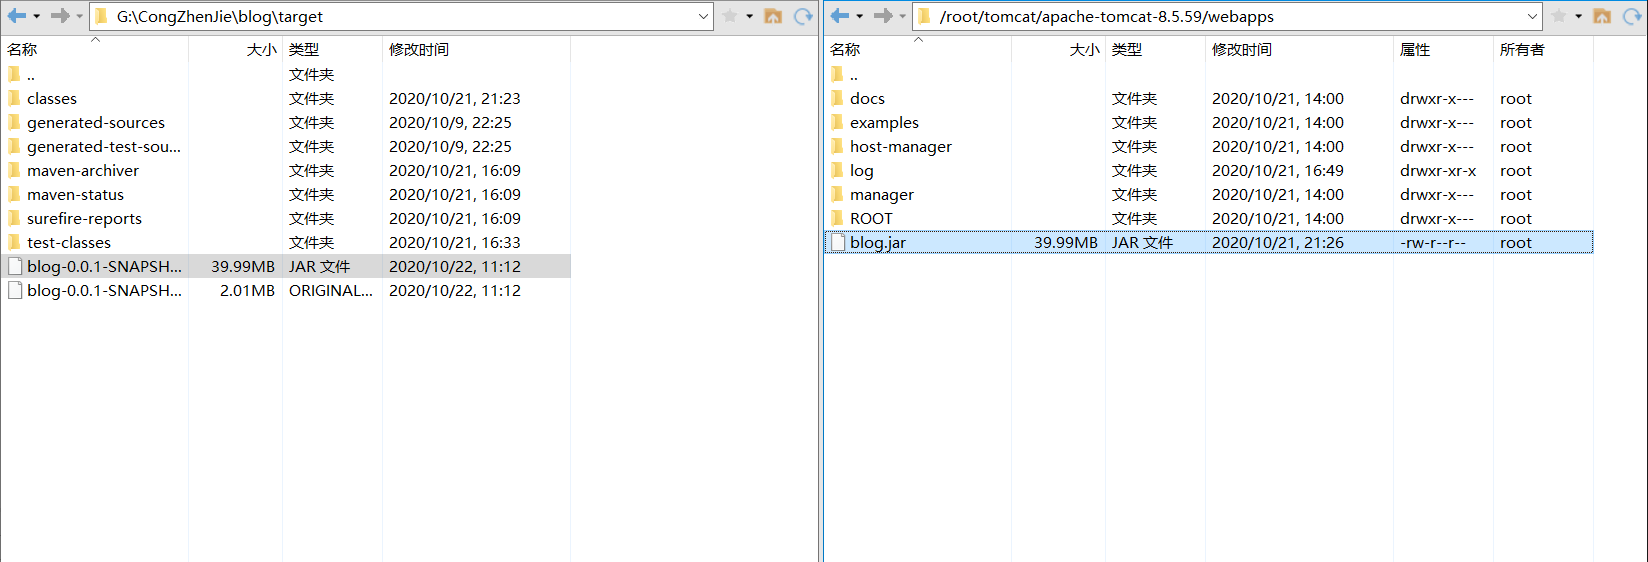 G:\CongZhenJie\blog\target
名称 大小 类型 修改时间
.. 文件夹
classes 文件夹 2020/10/21, 21:23
generated-sources 文件夹 2020/10/9, 22:25
generated-test-sou... 文件夹 2020/10/9, 22:25
maven-archiver 文件夹 2020/10/21, 16:09
maven-status 文件夹 2020/10/21, 16:09
surefire-reports 文件夹 2020/10/21, 16:09
test-classes 文件夹 2020/10/21, 16:33
blog-0.0.1-SNAPSH... 39.99MB JAR 文件 2020/10/22, 11:12
blog-0.0.1-SNAPSH... 2.01MB ORIGINAL... 2020/10/22, 11:12
/root/tomcat/apache-tomcat-8.5.59/webapps
名称 大小 类型 修改时间 属性 所有者
.. 
docs 文件夹 2020/10/21, 14:00 drwxr-x--- root
examples 文件夹 2020/10/21, 14:00 drwxr-x--- root
host-manager 文件夹 2020/10/21, 14:00 drwxr-x--- root
log 文件夹 2020/10/21, 16:49 drwxr-xr-x root
manager 文件夹 2020/10/21, 14:00 drwxr-x--- root
ROOT 文件夹 2020/10/21, 14:00 drwxr-x--- root
blog.jar 39.99MB JAR 文件 2020/10/21, 21:26 -rw-r--r-- root